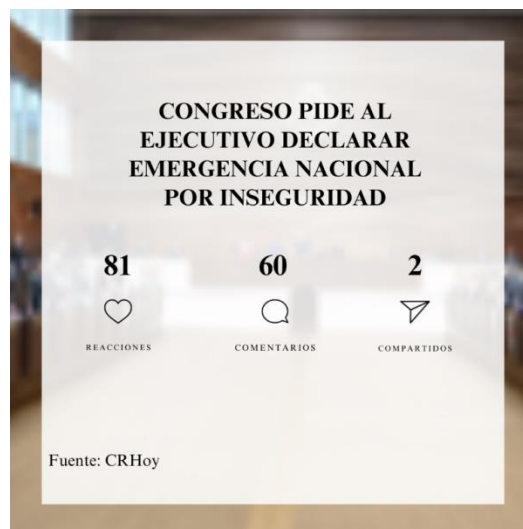 CONGRESO PIDE AL
EJECUTIVO DECLARAR
EMERGENCIA NACIONAL
POR INSEGURIDAD
81 60 2
REACCIONES COMENTARIOS COMPARTIDOS
Fuente: CRHoy